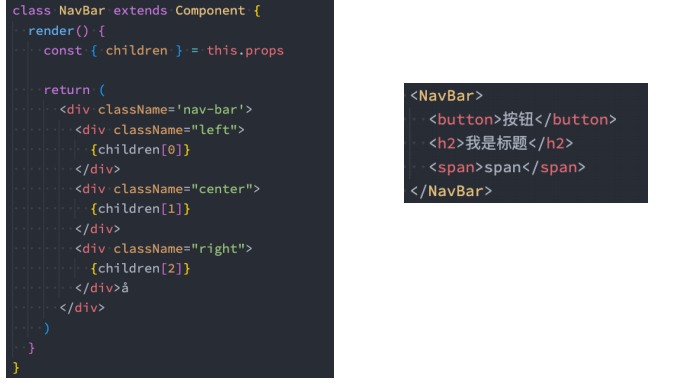 class NavBar extends Component {
  render() {
    const { children } = this.props

    return (
      <div className='nav-bar'>
        <div className="left">
          {children[0]}
        </div>
        <div className="center">
          {children[1]}
        </div>
        <div className="right">
          {children[2]}
        </div>å
      </div>
    )
  }
}
<NavBar>
  <button>按钮</button>
  <h2>我是标题</h2>
  <span>span</span>
</NavBar>